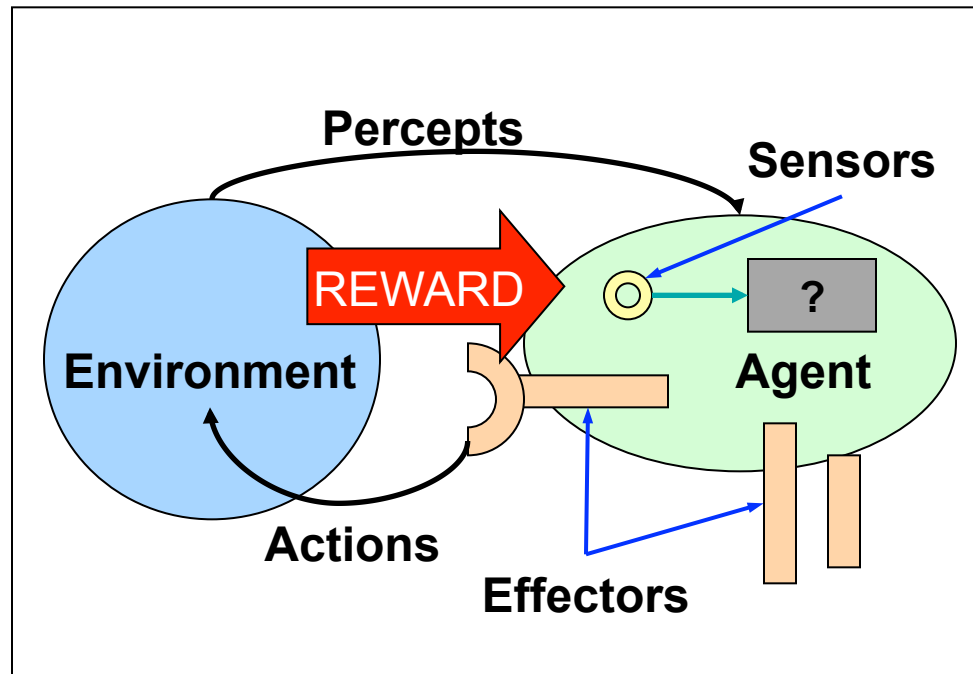 Percepts
Sensors
REWARD
?
Environment
Agent
Actions
Effectors